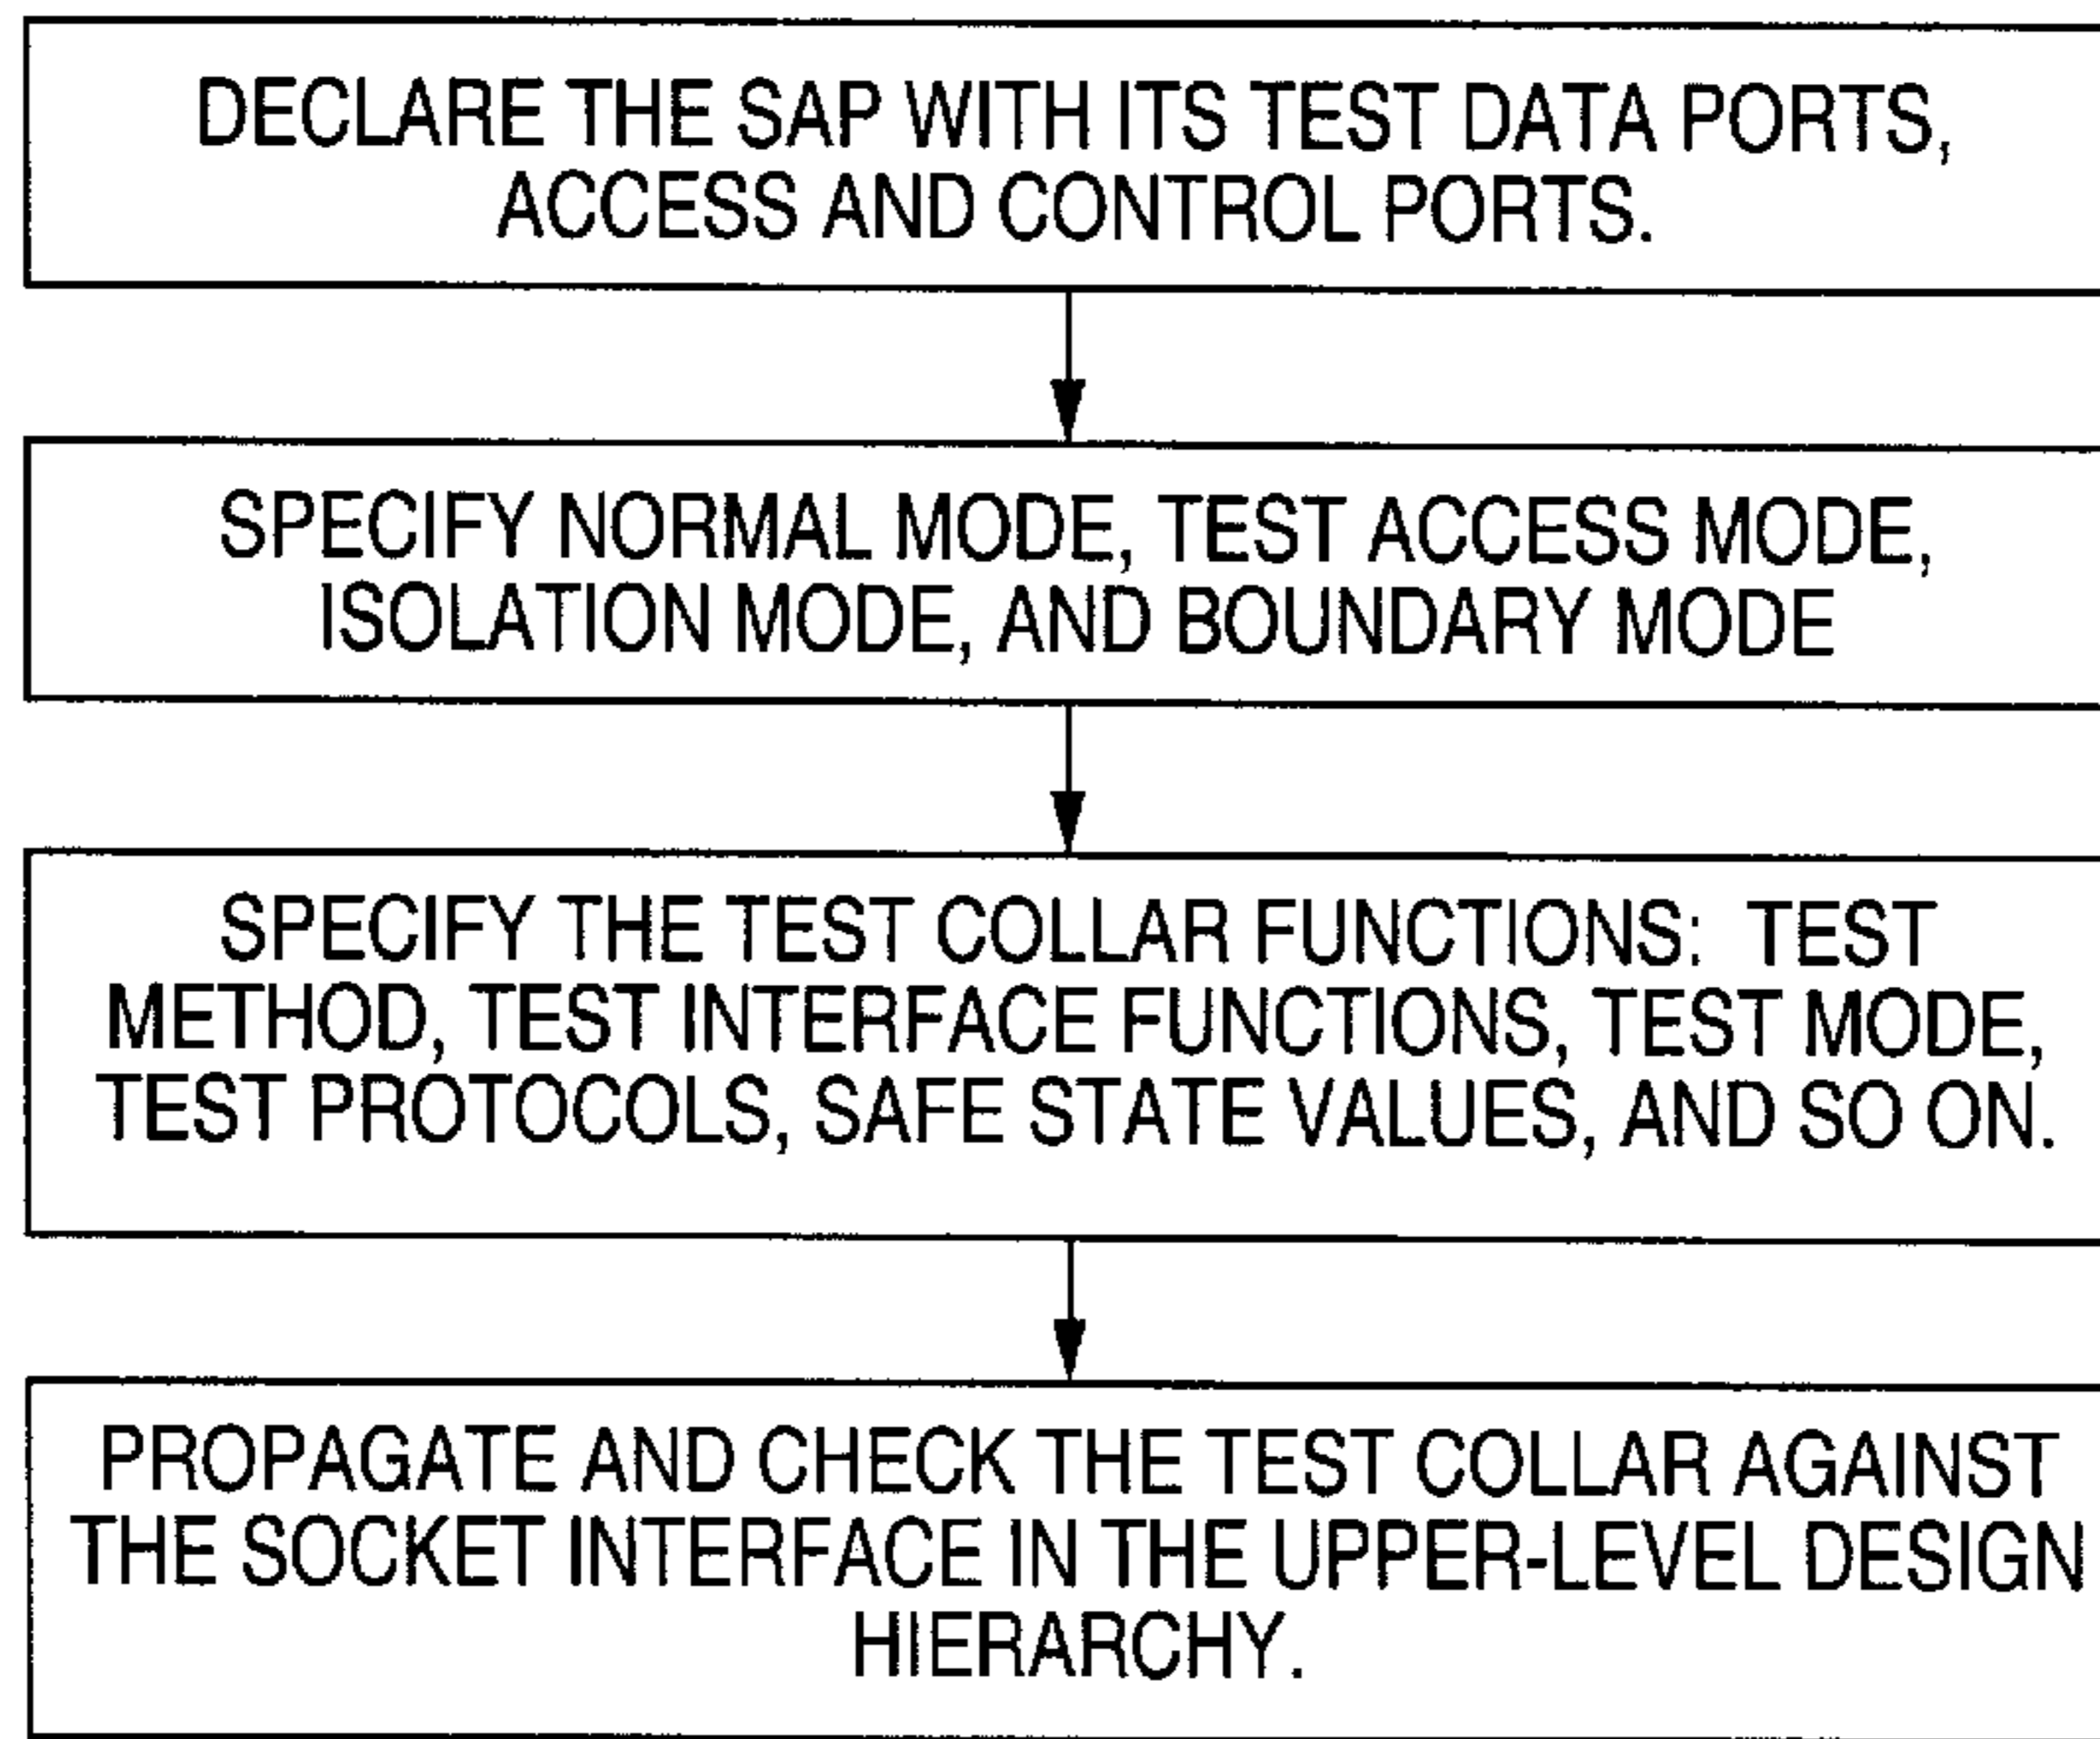 DECLARE THE SAP WITH ITS TEST DATA PORTS,
ACCESS AND CONTROL PORTS.
SPECIFY NORMAL MODE, TEST ACCESS MODE,
ISOLATION MODE, AND BOUNDARY MODE
SPECIFY THE TEST COLLAR FUNCTIONS: TEST
METHOD, TEST INTERFACE FUNCTIONS, TEST MODE,
TEST PROTOCOLS, SAFE STATE VALUES, AND SO ON.
PROPAGATE AND CHECK THE TEST COLLAR AGAINST
THE SOCKET INTERFACE IN THE UPPER-LEVEL DESIGN
HIERARCHY.